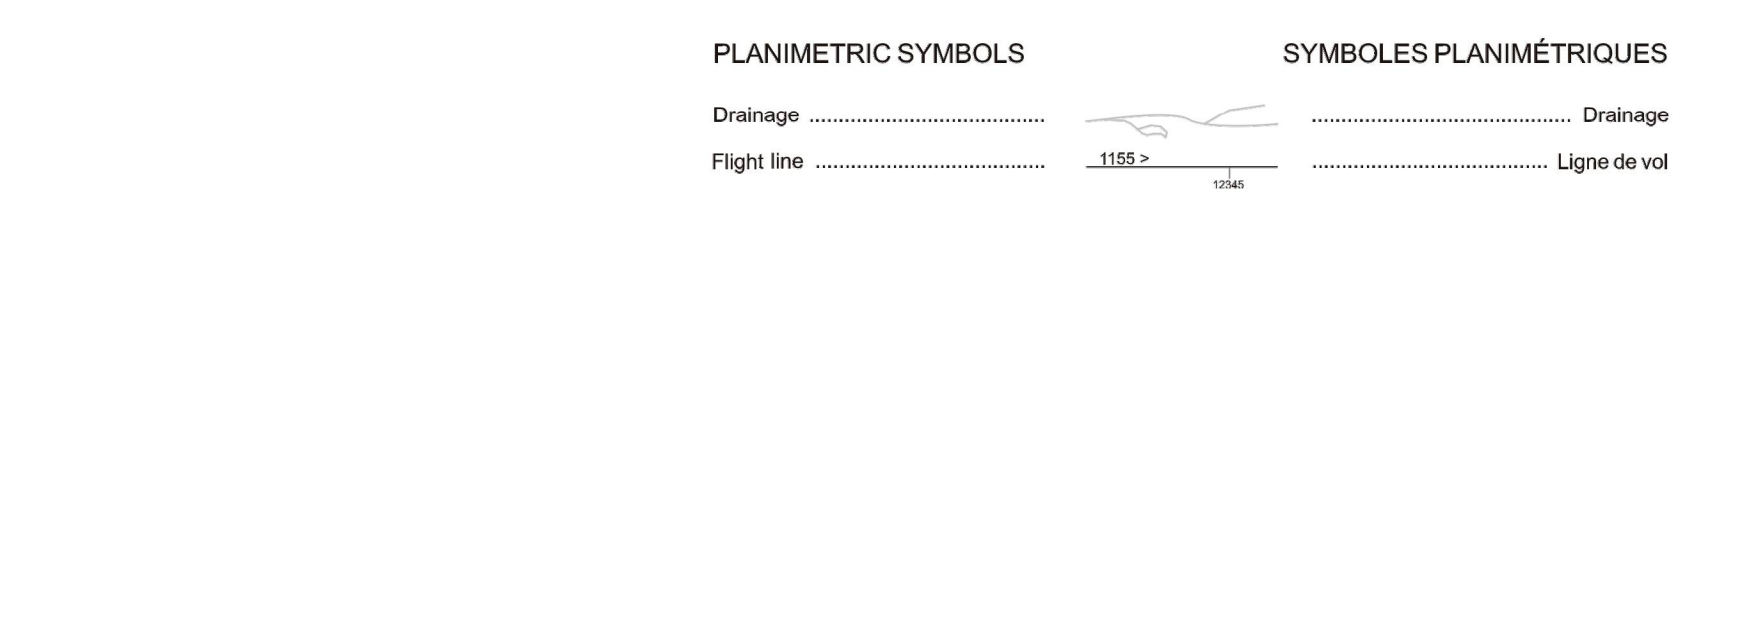 PLANIMETRIC SYMBOLS SYMBOLES PLANIMÉTRIQUES
Drainage ........................................ ............................................ Drainage
Flight line ....................................... 1155 > ........................................ Ligne de vol
12345